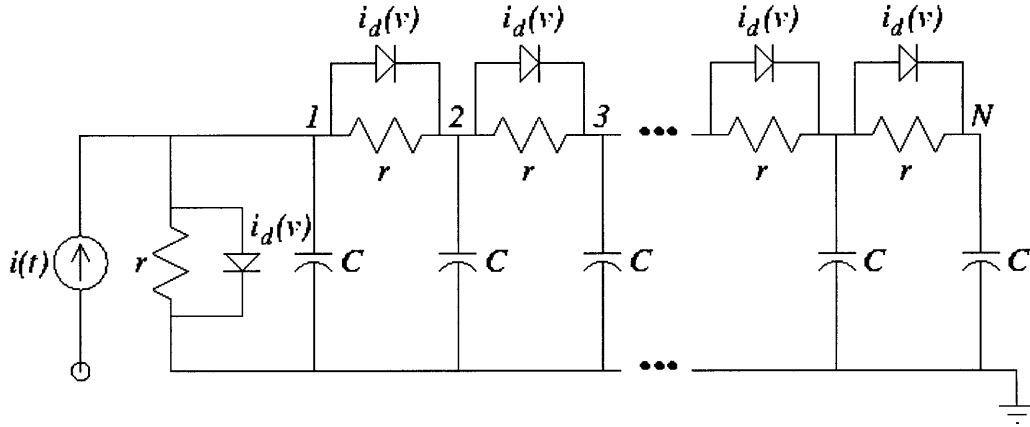 i_d(v) i_d(v) i_d(v) i_d(v)
1 2 3 ••• N
r r r r
i(t) r i_d(v) C C C C C
•••